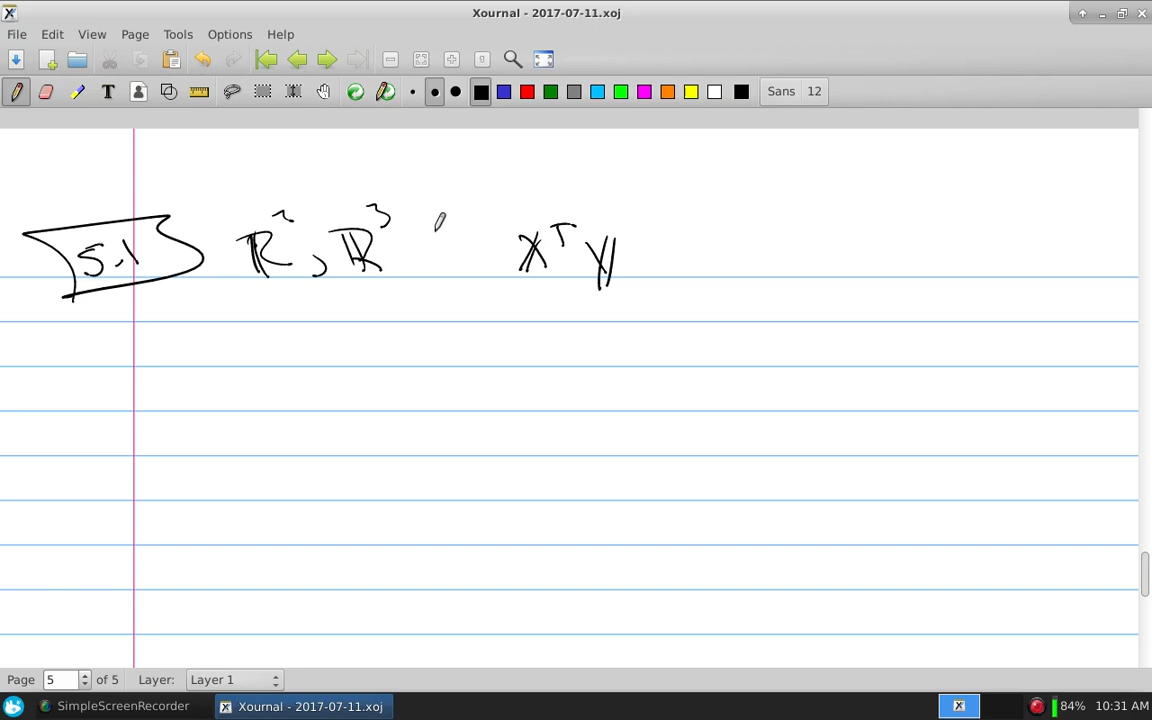 Xournal - 2017-07-11.xoj
File Edit View Page Tools Options Help
T Sans 12
5.1 ℝ², ℝ³ xᵀy
Page 5 of 5 Layer: Layer 1
SimpleScreenRecorder Xournal - 2017-07-11.xoj 84% 10:31 AM